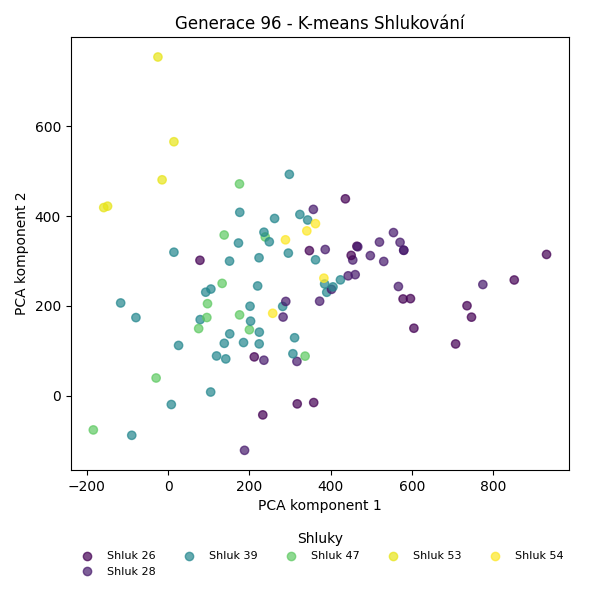 Generace 96 - K-means Shlukování
PCA komponent 2
600
400
200
0
−200 0 200 400 600 800
PCA komponent 1
Shluky
Shluk 26 Shluk 39 Shluk 47 Shluk 53 Shluk 54
Shluk 28